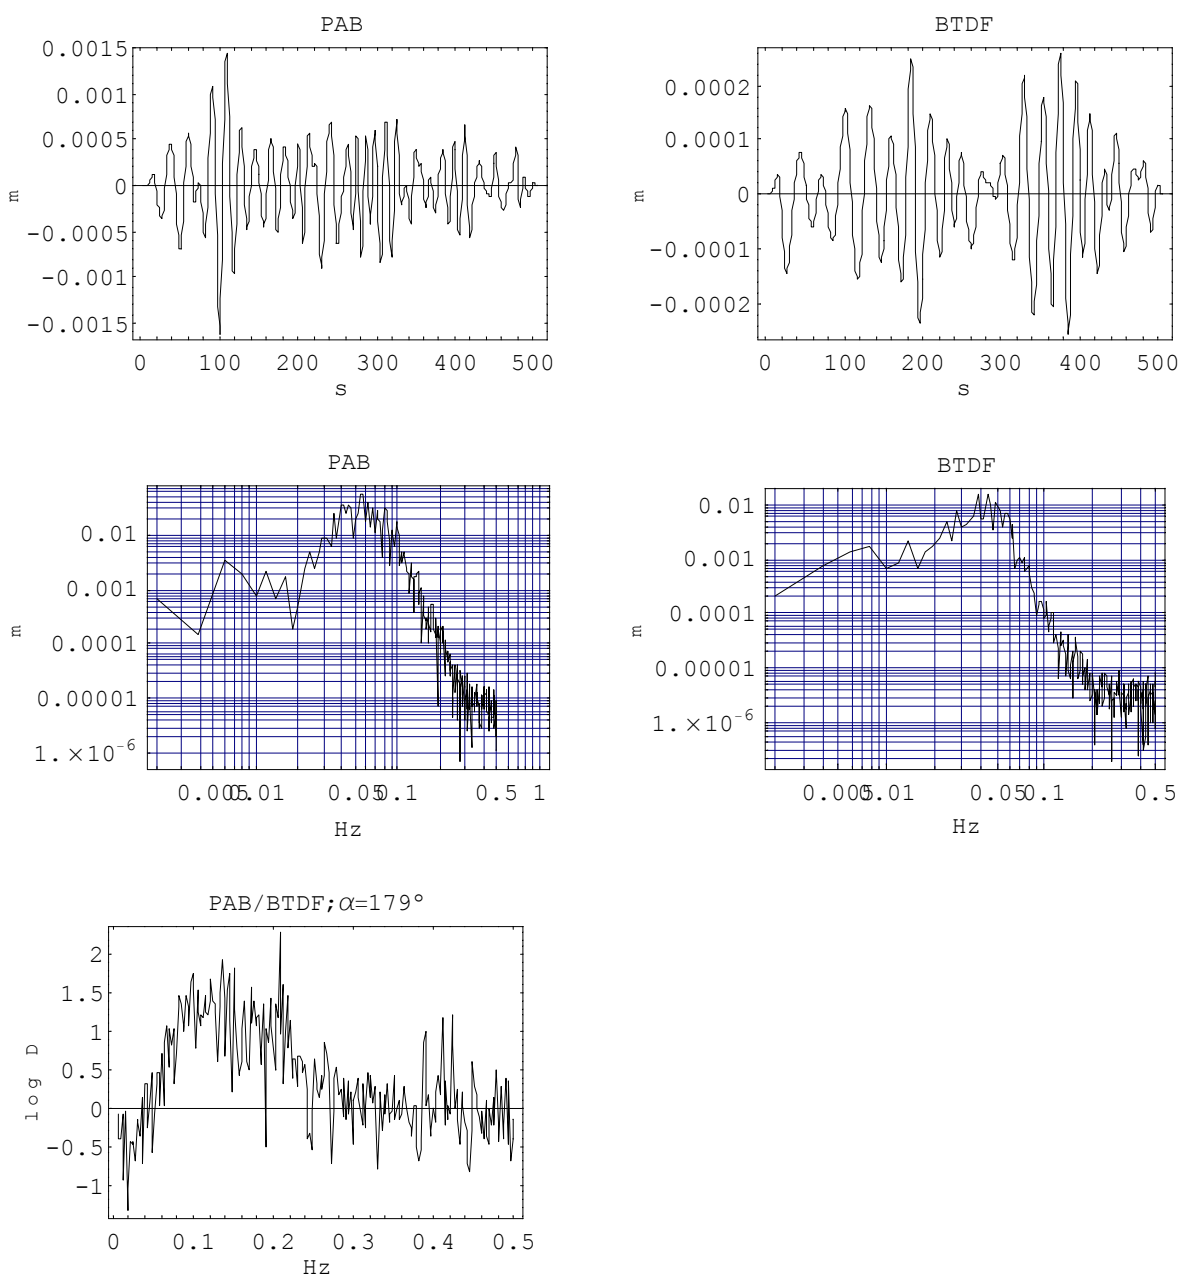 PAB
0.0015
0.001
0.0005
0
-0.0005
-0.001
-0.0015
m
0 100 200 300 400 500
s
BTDF
0.0002
0.0001
0
-0.0001
-0.0002
m
0 100 200 300 400 500
s
PAB
0.01
0.001
0.0001
0.00001
1.×10⁻⁶
m
0.005 0.01 0.05 0.1 0.5 1
Hz
BTDF
0.01
0.001
0.0001
0.00001
1.×10⁻⁶
m
0.005 0.01 0.05 0.1 0.5
Hz
PAB/BTDF;α=179°
2
1.5
1
0.5
0
-0.5
-1
log D
0 0.1 0.2 0.3 0.4 0.5
Hz